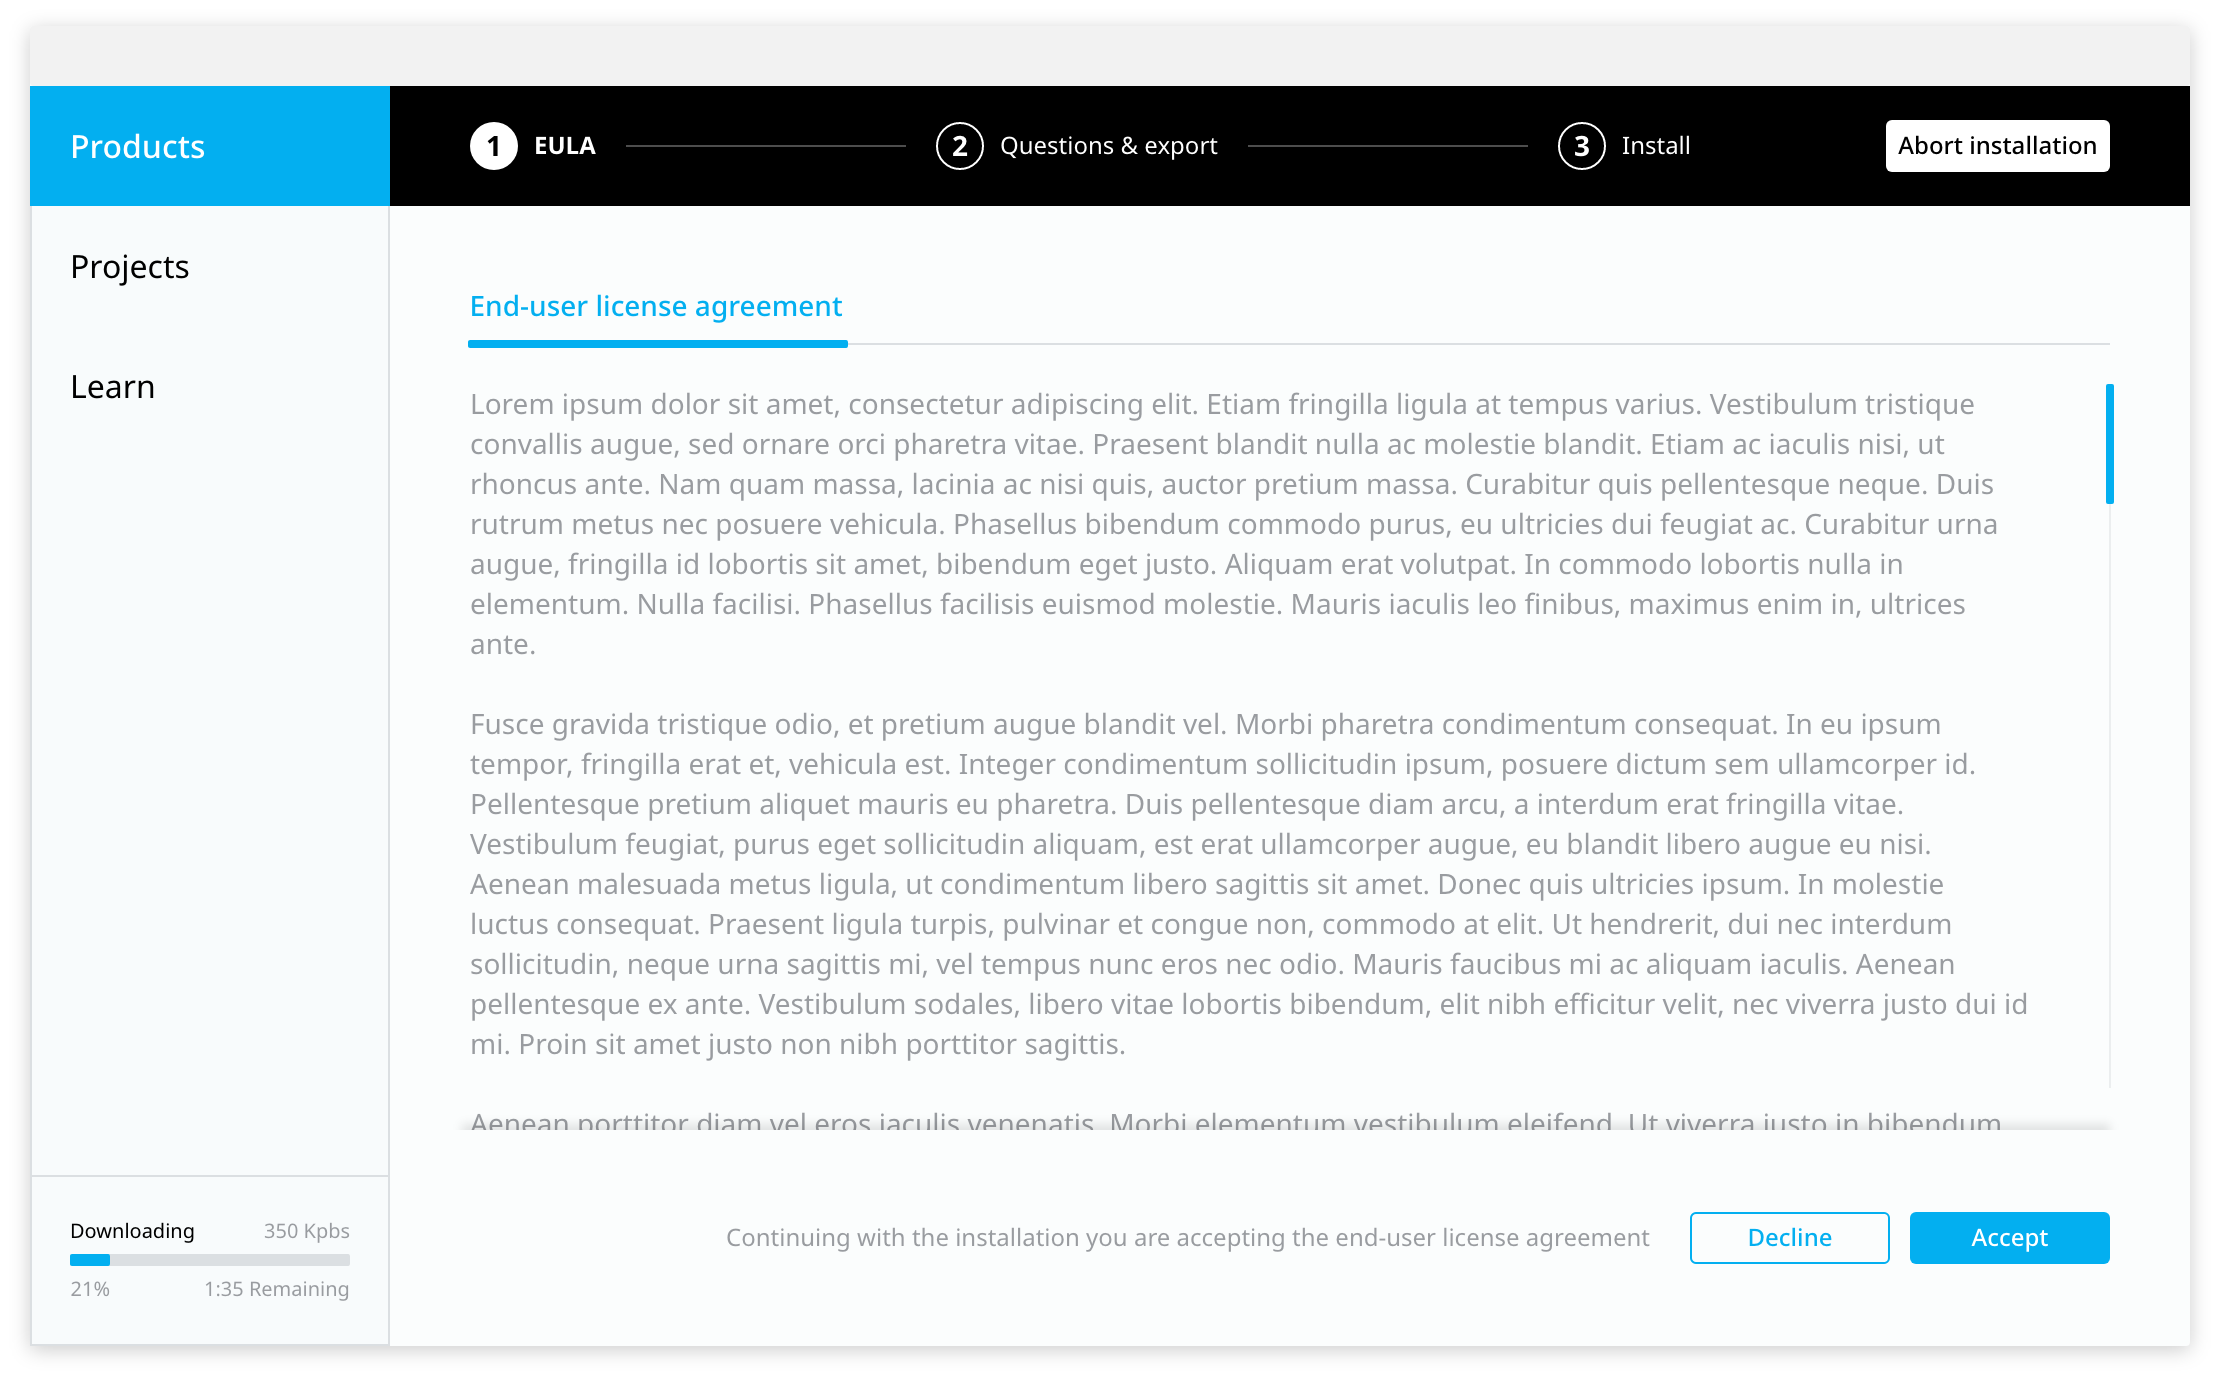 Products
1 EULA
2 Questions & export
3 Install
Abort installation
Projects
Learn
End-user license agreement
Lorem ipsum dolor sit amet, consectetur adipiscing elit. Etiam fringilla ligula at tempus varius. Vestibulum tristique
convallis augue, sed ornare orci pharetra vitae. Praesent blandit nulla ac molestie blandit. Etiam ac iaculis nisi, ut
rhoncus ante. Nam quam massa, lacinia ac nisi quis, auctor pretium massa. Curabitur quis pellentesque neque. Duis
rutrum metus nec posuere vehicula. Phasellus bibendum commodo purus, eu ultricies dui feugiat ac. Curabitur urna
augue, fringilla id lobortis sit amet, bibendum eget justo. Aliquam erat volutpat. In commodo lobortis nulla in
elementum. Nulla facilisi. Phasellus facilisis euismod molestie. Mauris iaculis leo finibus, maximus enim in, ultrices
ante.
Fusce gravida tristique odio, et pretium augue blandit vel. Morbi pharetra condimentum consequat. In eu ipsum
tempor, fringilla erat et, vehicula est. Integer condimentum sollicitudin ipsum, posuere dictum sem ullamcorper id.
Pellentesque pretium aliquet mauris eu pharetra. Duis pellentesque diam arcu, a interdum erat fringilla vitae.
Vestibulum feugiat, purus eget sollicitudin aliquam, est erat ullamcorper augue, eu blandit libero augue eu nisi.
Aenean malesuada metus ligula, ut condimentum libero sagittis sit amet. Donec quis ultricies ipsum. In molestie
luctus consequat. Praesent ligula turpis, pulvinar et congue non, commodo at elit. Ut hendrerit, dui nec interdum
sollicitudin, neque urna sagittis mi, vel tempus nunc eros nec odio. Mauris faucibus mi ac aliquam iaculis. Aenean
pellentesque ex ante. Vestibulum sodales, libero vitae lobortis bibendum, elit nibh efficitur velit, nec viverra justo dui id
mi. Proin sit amet justo non nibh porttitor sagittis.
Aenean porttitor diam vel eros iaculis venenatis. Morbi elementum vestibulum eleifend. Ut viverra justo in bibendum
Downloading 350 Kpbs
21% 1:35 Remaining
Continuing with the installation you are accepting the end-user license agreement
Decline
Accept